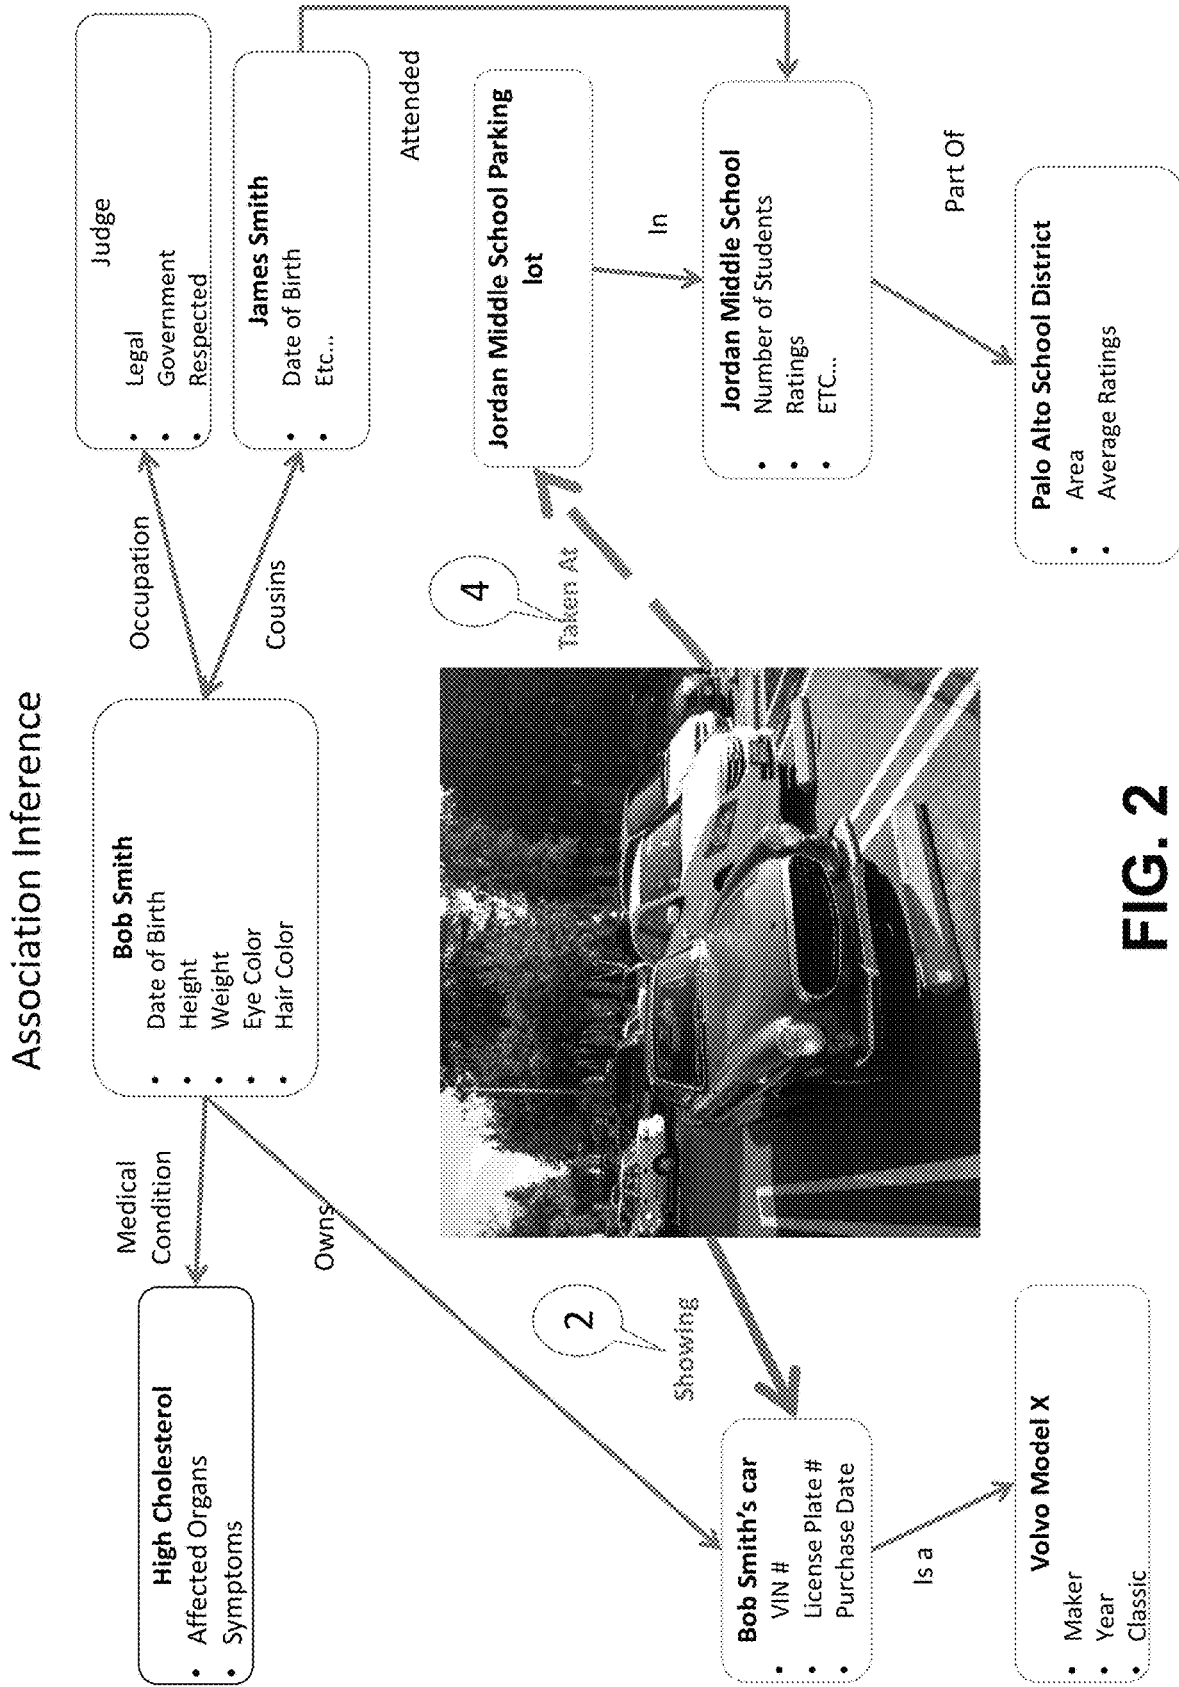 Association Inference
High Cholesterol
• Affected Organs
• Symptoms
Medical
Condition
Bob Smith
• Date of Birth
• Height
• Weight
• Eye Color
• Hair Color
Occupation
Judge
• Legal
• Government
• Respected
Cousins
James Smith
• Date of Birth
• Etc...
Owns
Attended
2
Showing
4
Taken At
Jordan Middle School Parking
lot
In
Bob Smith's car
• VIN #
• License Plate #
• Purchase Date
Jordan Middle School
• Number of Students
• Ratings
• ETC...
Is a
Part Of
Volvo Model X
• Maker
• Year
• Classic
Palo Alto School District
• Area
• Average Ratings
FIG. 2